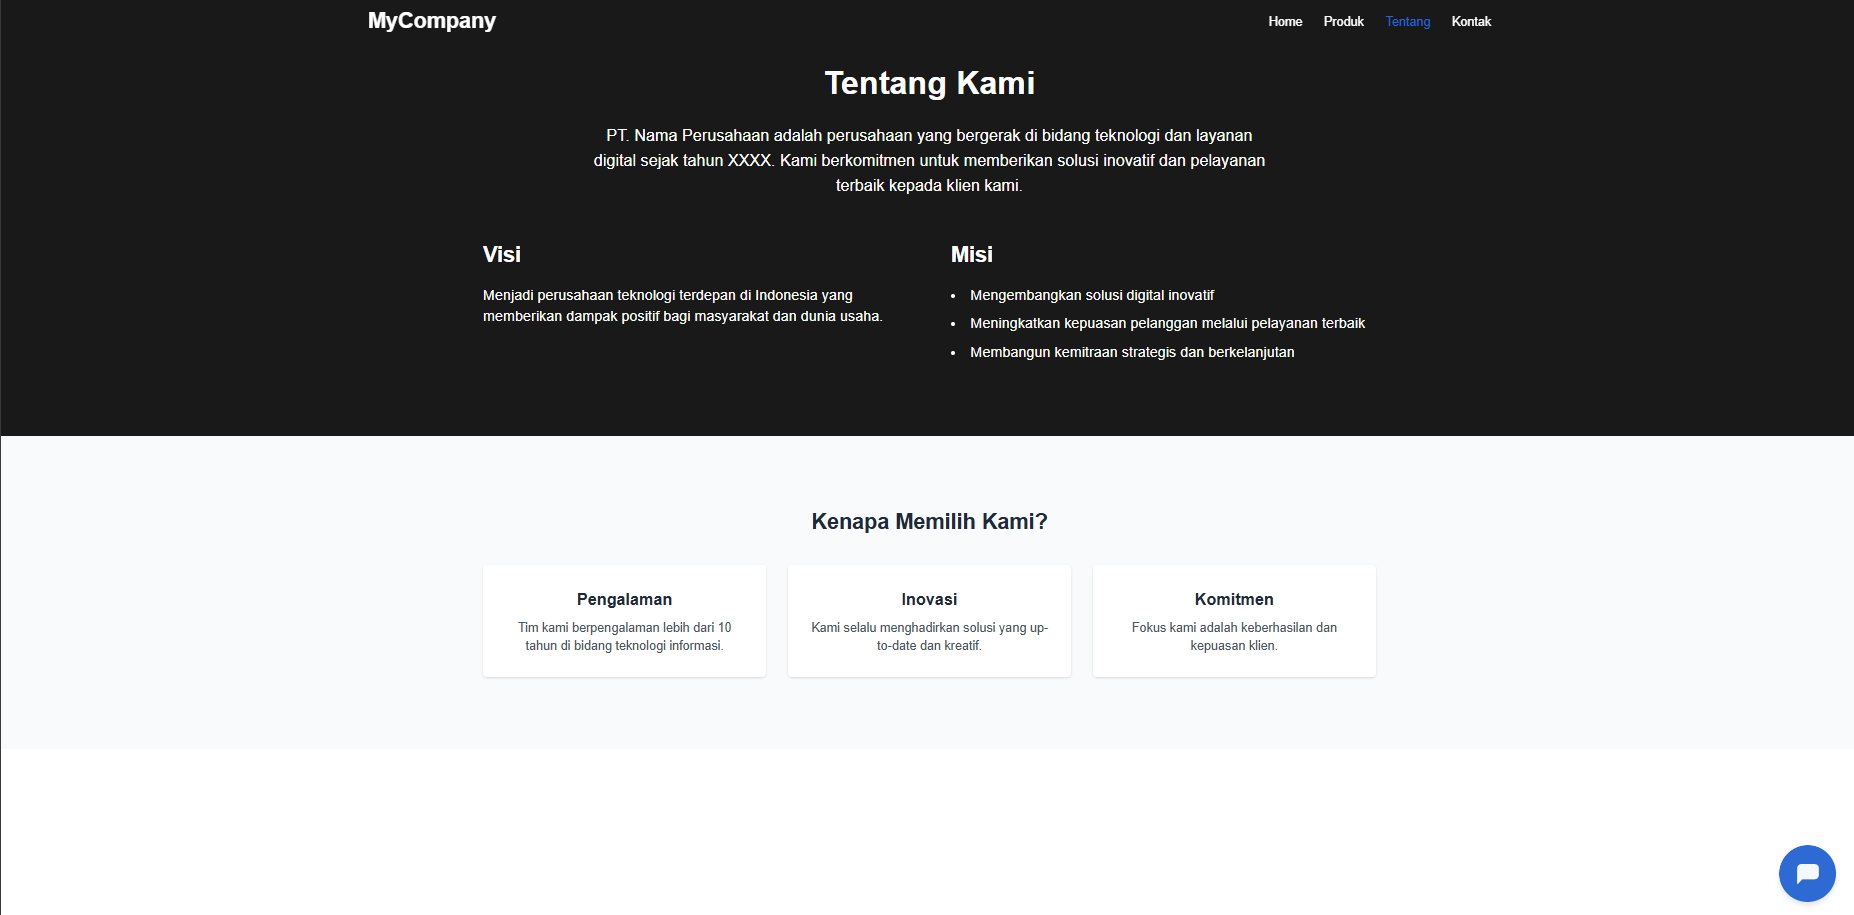 MyCompany
Home Produk Tentang Kontak
Tentang Kami
PT. Nama Perusahaan adalah perusahaan yang bergerak di bidang teknologi dan layanan
digital sejak tahun XXXX. Kami berkomitmen untuk memberikan solusi inovatif dan pelayanan
terbaik kepada klien kami.
Visi
Menjadi perusahaan teknologi terdepan di Indonesia yang
memberikan dampak positif bagi masyarakat dan dunia usaha.
Misi
• Mengembangkan solusi digital inovatif
• Meningkatkan kepuasan pelanggan melalui pelayanan terbaik
• Membangun kemitraan strategis dan berkelanjutan
Kenapa Memilih Kami?
Pengalaman
Tim kami berpengalaman lebih dari 10
tahun di bidang teknologi informasi.
Inovasi
Kami selalu menghadirkan solusi yang up-
to-date dan kreatif.
Komitmen
Fokus kami adalah keberhasilan dan
kepuasan klien.